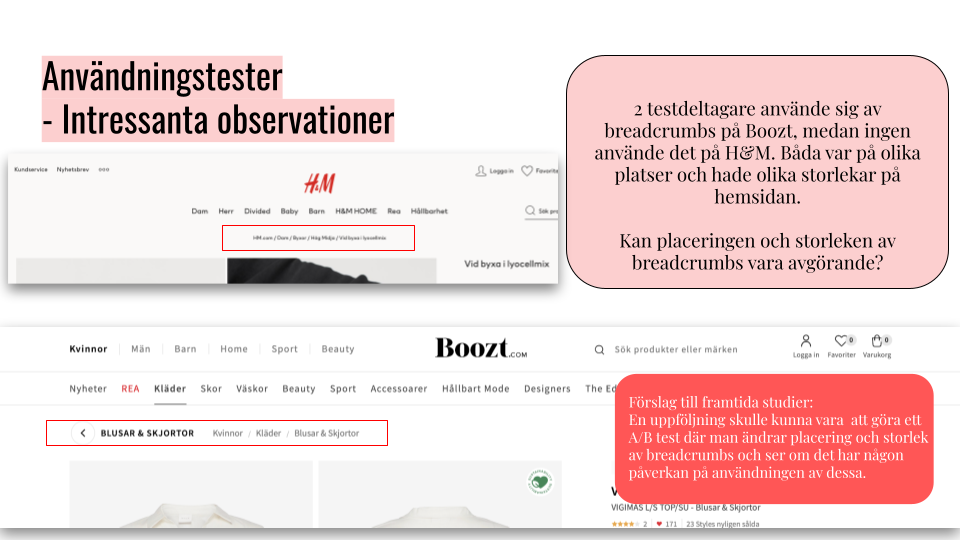 Användningstester
- Intressanta observationer
2 testdeltagare använde sig av
breadcrumbs på Boozt, medan ingen
använde det på H&M. Båda var på olika
platser och hade olika storlekar på
hemsidan.
Kan placeringen och storleken av
breadcrumbs vara avgörande?
Kundservice Nyhetsbrev
H&M
Logga in Favorite
Dam Herr Divided Baby Barn H&M HOME Rea Hållbarhet
Sök pro
HM.com / Dam / Byxor / Hög Midja / Vid byxa i lyocellmix
Vid byxa i lyocellmix
Kvinnor Män Barn Home Sport Beauty
Boozt.COM
Sök produkter eller märken
0 0
Logga in Favoriter Varukorg
Nyheter REA Kläder Skor Väskor Beauty Sport Accessoarer Hållbart Mode Designers The Ed
BLUSAR & SKJORTOR Kvinnor / Kläder / Blusar & Skjortor
Förslag till framtida studier:
En uppföljning skulle kunna vara att göra ett
A/B test där man ändrar placering och storlek
av breadcrumbs och ser om det har någon
påverkan på användningen av dessa.
VIGIMAS L/S TOP/SU - Blusar & Skjortor
2 171 23 Styles nyligen sålda